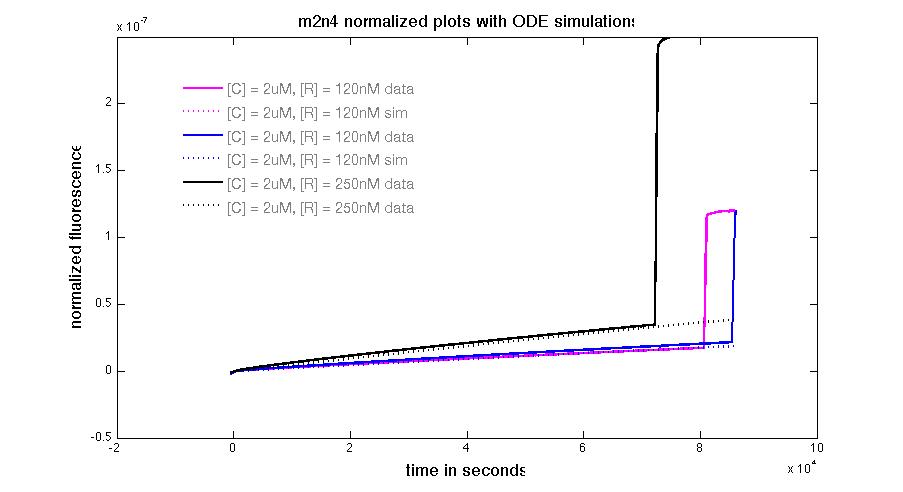 m2n4 normalized plots with ODE simulations
x 10-7
2
1.5
1
0.5
0
-0.5
normalized fluorescence
[C] = 2uM, [R] = 120nM data
[C] = 2uM, [R] = 120nM sim
[C] = 2uM, [R] = 120nM data
[C] = 2uM, [R] = 120nM sim
[C] = 2uM, [R] = 250nM data
[C] = 2uM, [R] = 250nM data
-2 0 2 4 6 8 10
time in seconds
x 104